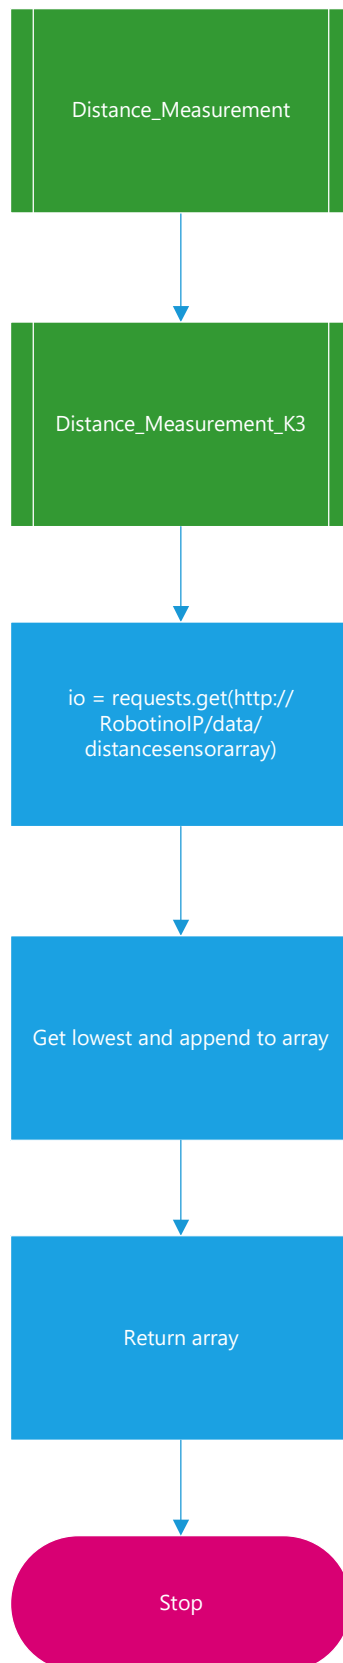 Distance_Measurement
Distance_Measurement_K3
io = requests.get(http://
RobotinoIP/data/
distancesensorarray)
Get lowest and append to array
Return array
Stop